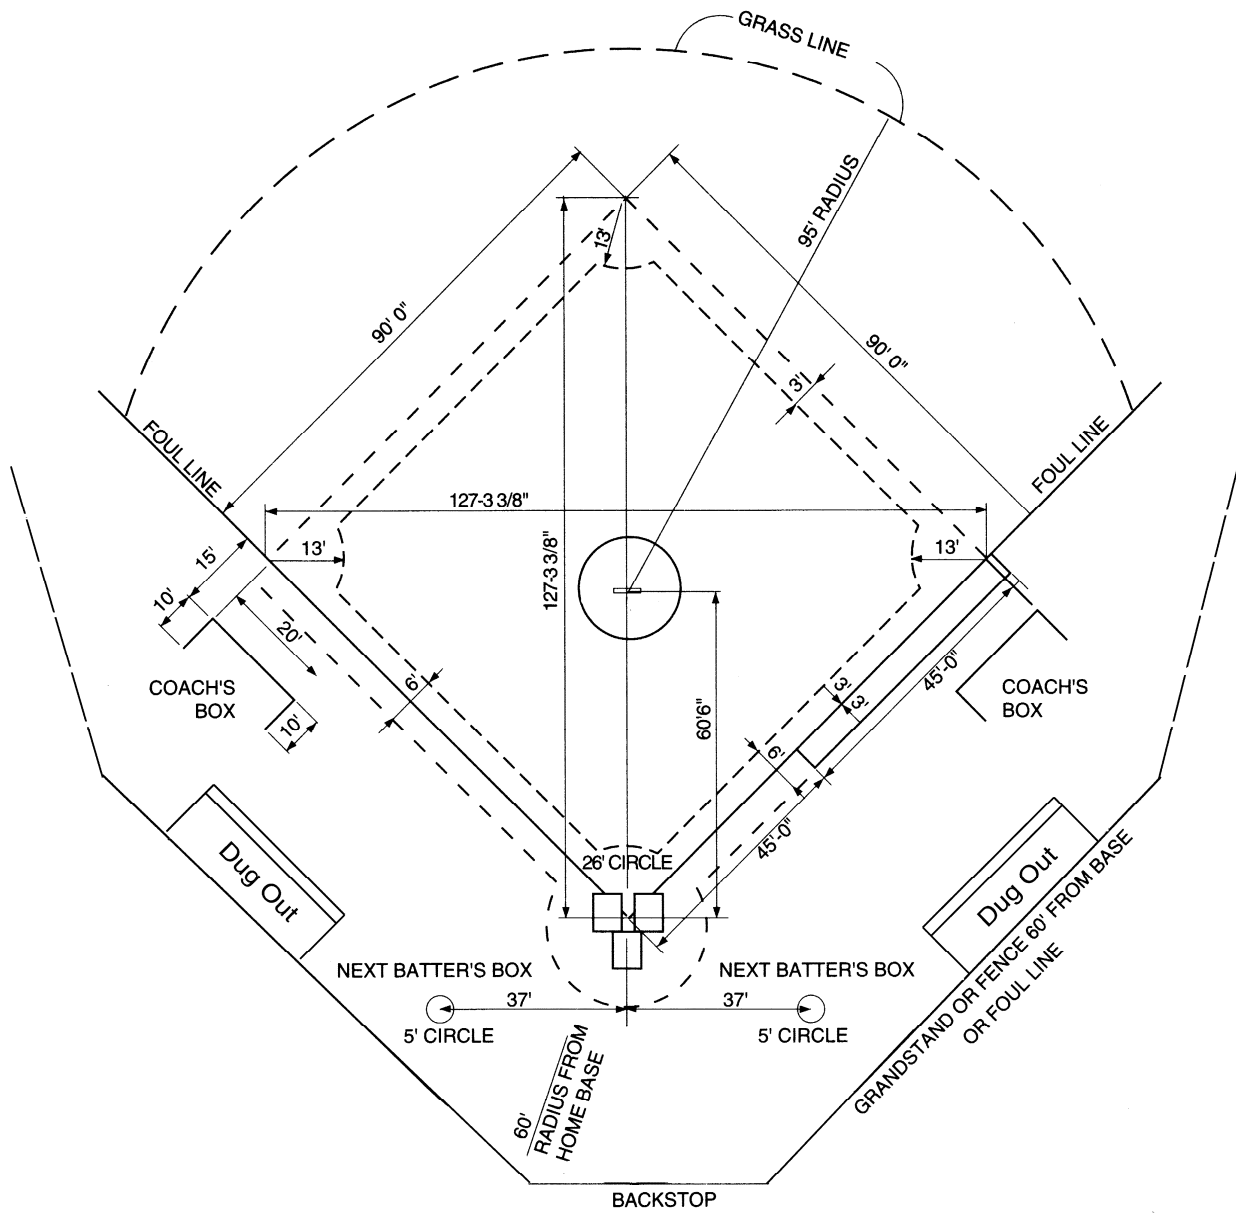 GRASS LINE
95' RADIUS
13'
90' 0"
90' 0"
3'
FOUL LINE
FOUL LINE
127-3 3/8"
127-3 3/8"
13'
13'
15'
10'
20'
10'
COACH'S
BOX
6'
60'6"
3'
3'
6'
45'-0"
45'-0"
COACH'S
BOX
26' CIRCLE
Dug Out
Dug Out
NEXT BATTER'S BOX
NEXT BATTER'S BOX
37'
37'
5' CIRCLE
5' CIRCLE
60'
RADIUS FROM
HOME BASE
GRANDSTAND OR FENCE 60' FROM BASE
OR FOUL LINE
BACKSTOP